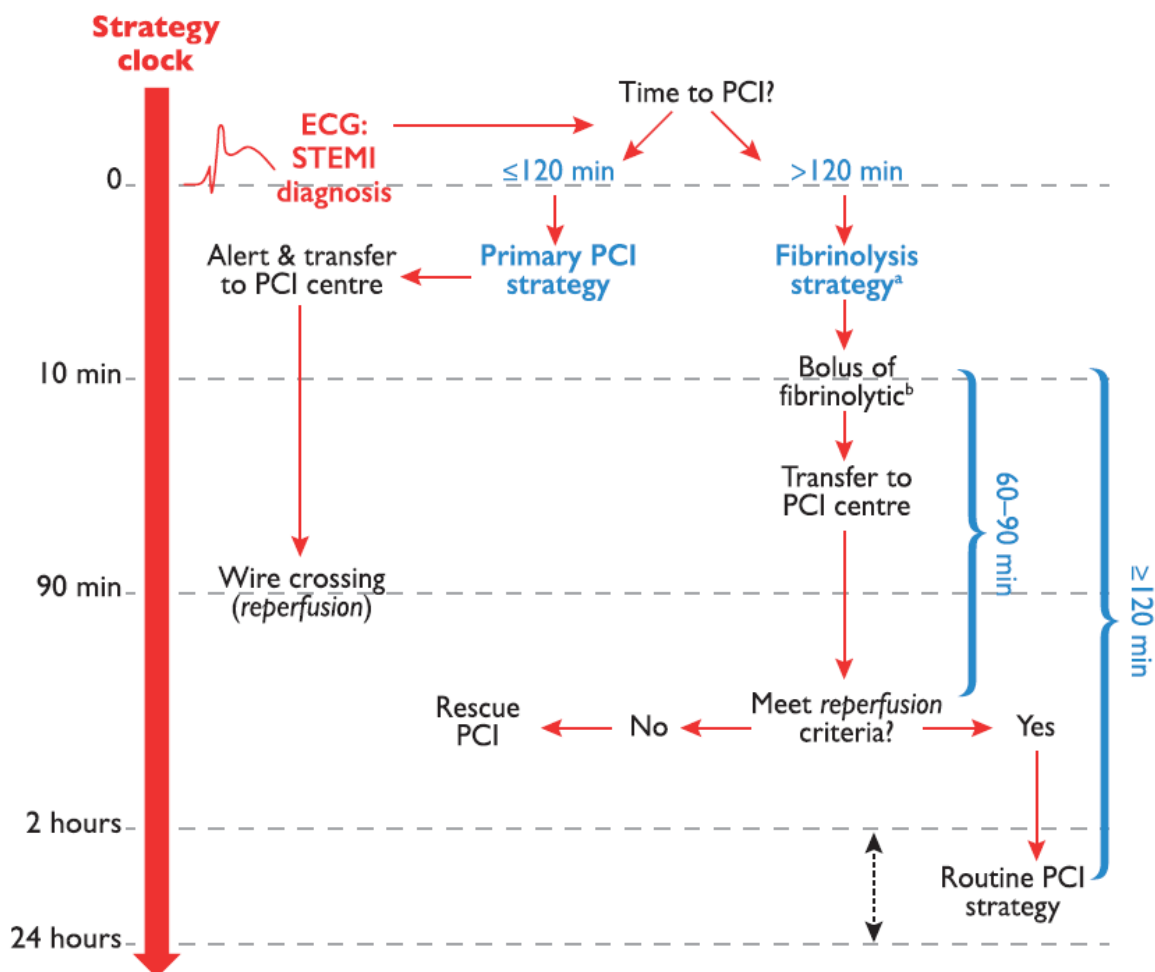 Strategy
clock
Time to PCI?
ECG:
STEMI
diagnosis
≤120 min
>120 min
0
Alert & transfer
to PCI centre
Primary PCI
strategy
Fibrinolysis
strategyᵃ
10 min
Bolus of
fibrinolyticᵇ
Transfer to
PCI centre
60–90 min
≥120 min
90 min
Wire crossing
(reperfusion)
Rescue
PCI
No
Meet reperfusion
criteria?
Yes
2 hours
Routine PCI
strategy
24 hours